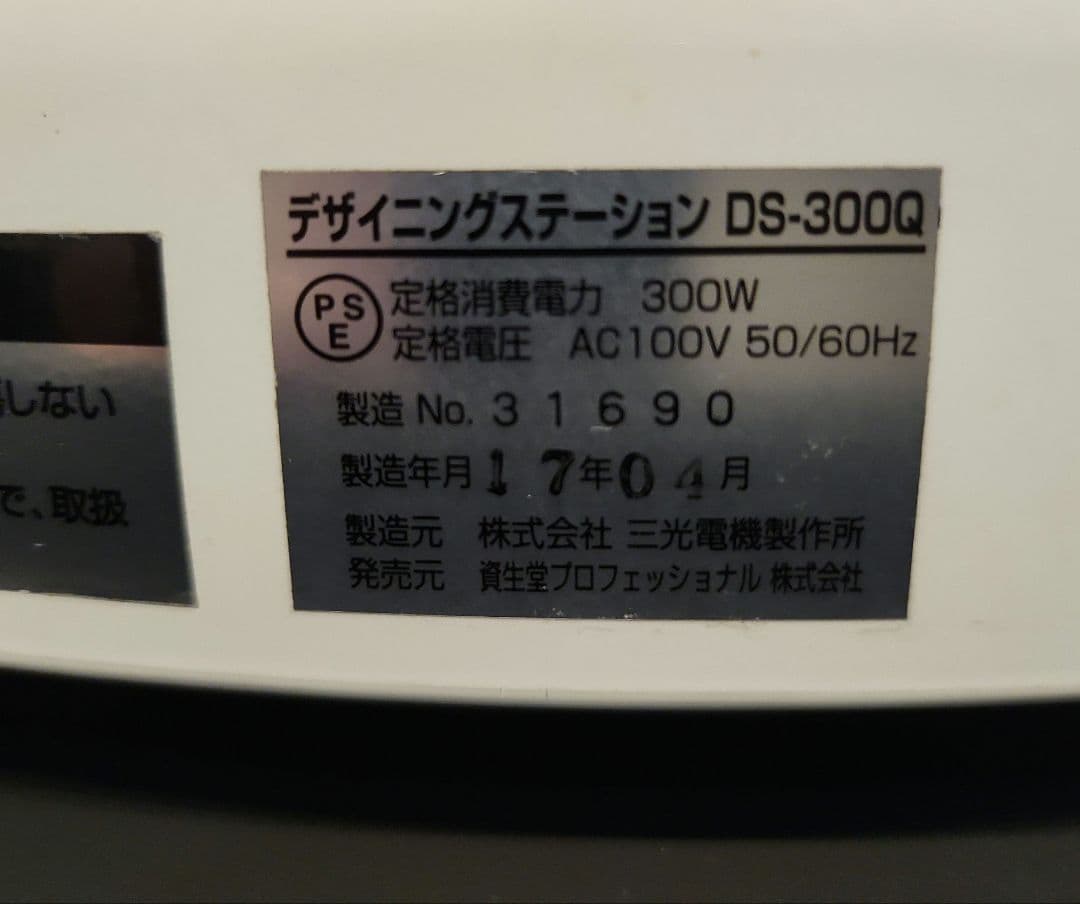 デザイニングステーション DS-300Q
PSE 定格消費電力 300W
定格電圧 AC100V 50/60Hz
製造 No. 31690
製造年月 17年04月
製造元 株式会社 三光電機製作所
発売元 資生堂プロフェッショナル 株式会社
しない
で、取扱